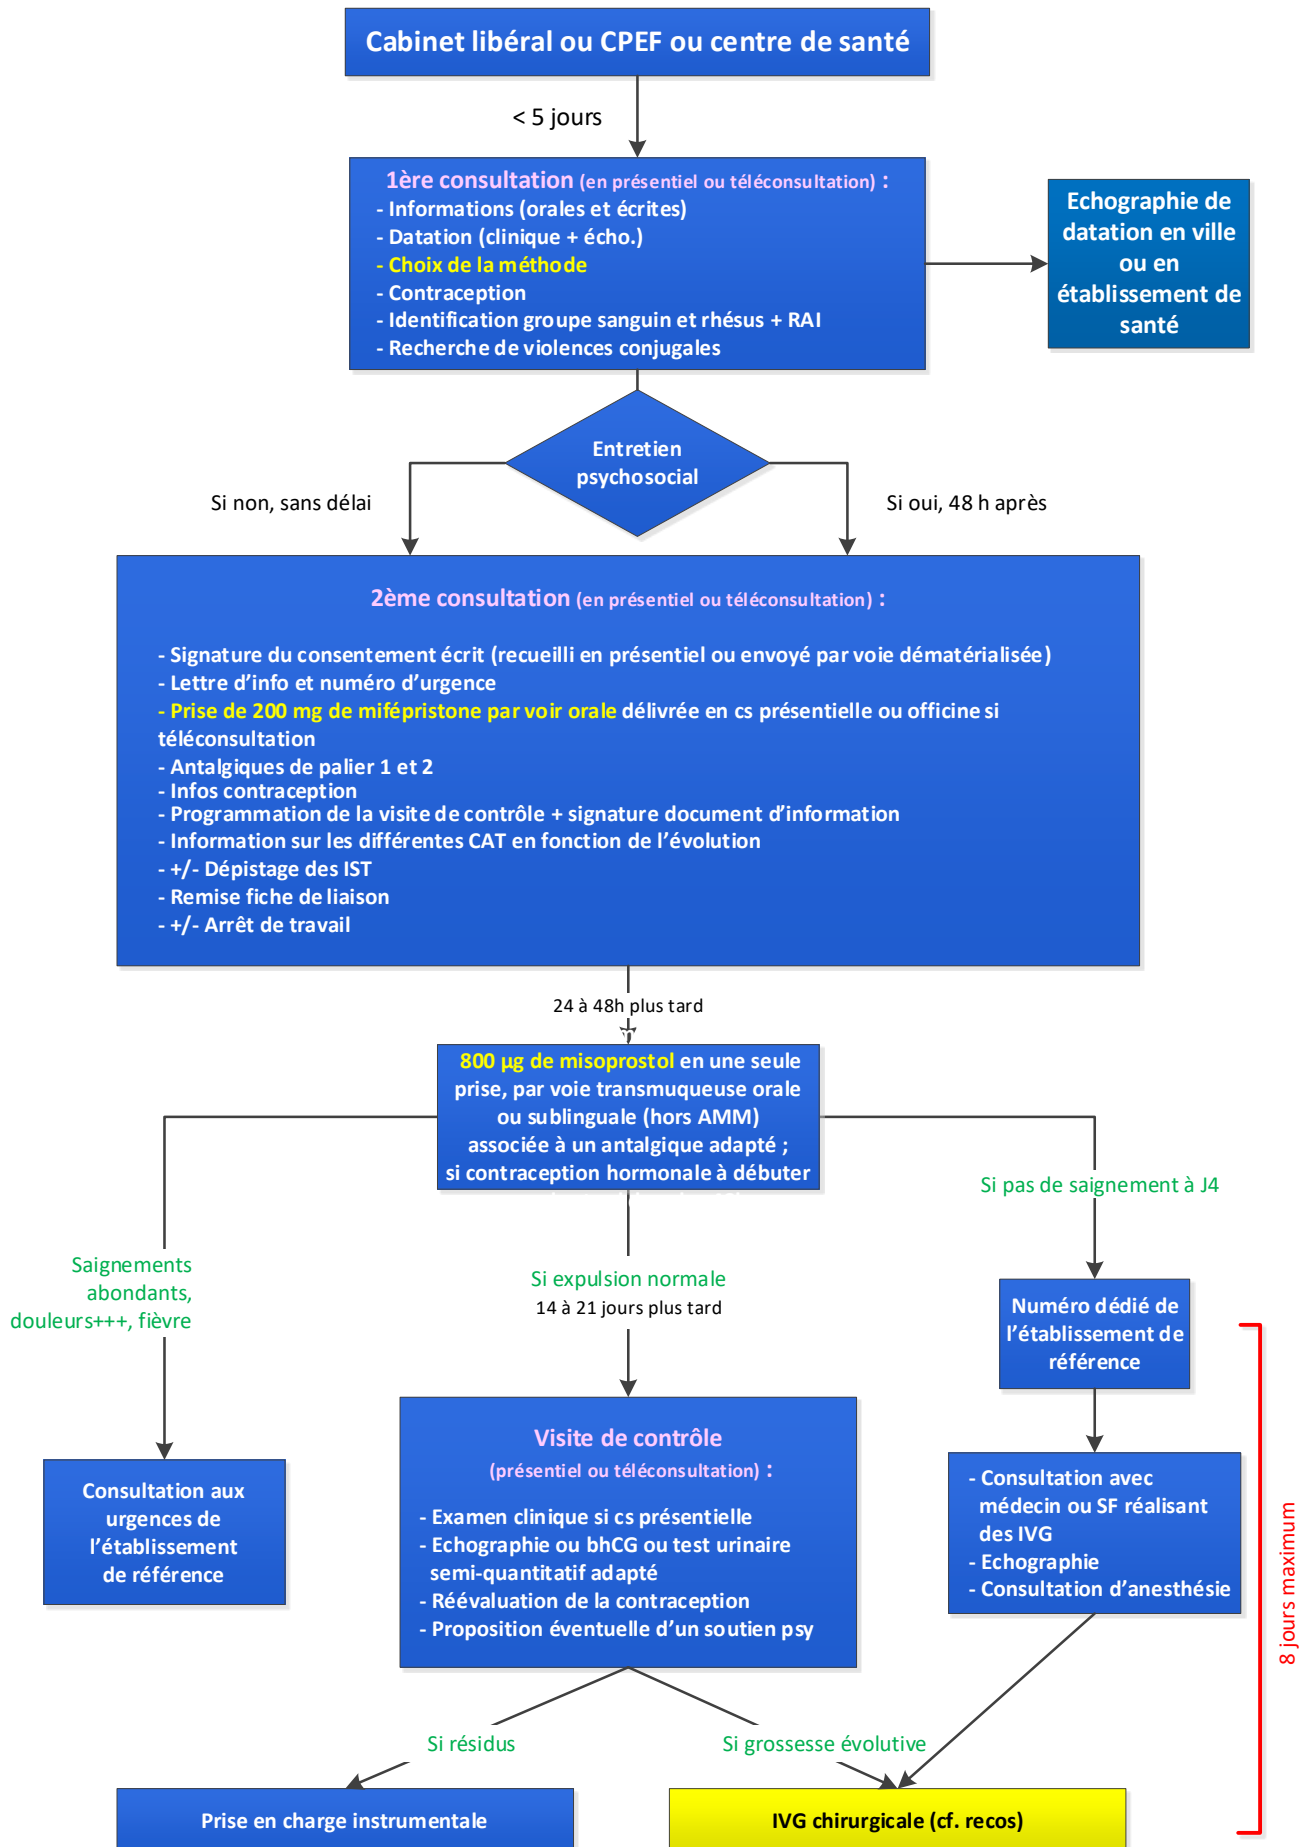 Cabinet libéral ou CPEF ou centre de santé
< 5 jours
1ère consultation (en présentiel ou téléconsultation) :
- Informations (orales et écrites)
- Datation (clinique + écho.)
- Choix de la méthode
- Contraception
- Identification groupe sanguin et rhésus + RAI
- Recherche de violences conjugales
Echographie de
datation en ville
ou en
établissement de
santé
Entretien
psychosocial
Si non, sans délai
Si oui, 48 h après
2ème consultation (en présentiel ou téléconsultation) :
- Signature du consentement écrit (recueilli en présentiel ou envoyé par voie dématérialisée)
- Lettre d’info et numéro d’urgence
- Prise de 200 mg de mifépristone par voir orale délivrée en cs présentielle ou officine si
téléconsultation
- Antalgiques de palier 1 et 2
- Infos contraception
- Programmation de la visite de contrôle + signature document d’information
- Information sur les différentes CAT en fonction de l’évolution
- +/- Dépistage des IST
- Remise fiche de liaison
- +/- Arrêt de travail
24 à 48h plus tard
800 µg de misoprostol en une seule
prise, par voie transmuqueuse orale
ou sublinguale (hors AMM)
associée à un antalgique adapté ;
si contraception hormonale à débuter
Si pas de saignement à J4
Saignements
abondants,
douleurs+++, fièvre
Si expulsion normale
14 à 21 jours plus tard
Numéro dédié de
l’établissement de
référence
Consultation aux
urgences de
l’établissement
de référence
Visite de contrôle
(présentiel ou téléconsultation) :
- Examen clinique si cs présentielle
- Echographie ou bhCG ou test urinaire
semi-quantitatif adapté
- Réévaluation de la contraception
- Proposition éventuelle d’un soutien psy
- Consultation avec
médecin ou SF réalisant
des IVG
- Echographie
- Consultation d’anesthésie
8 jours maximum
Si résidus
Si grossesse évolutive
Prise en charge instrumentale
IVG chirurgicale (cf. recos)